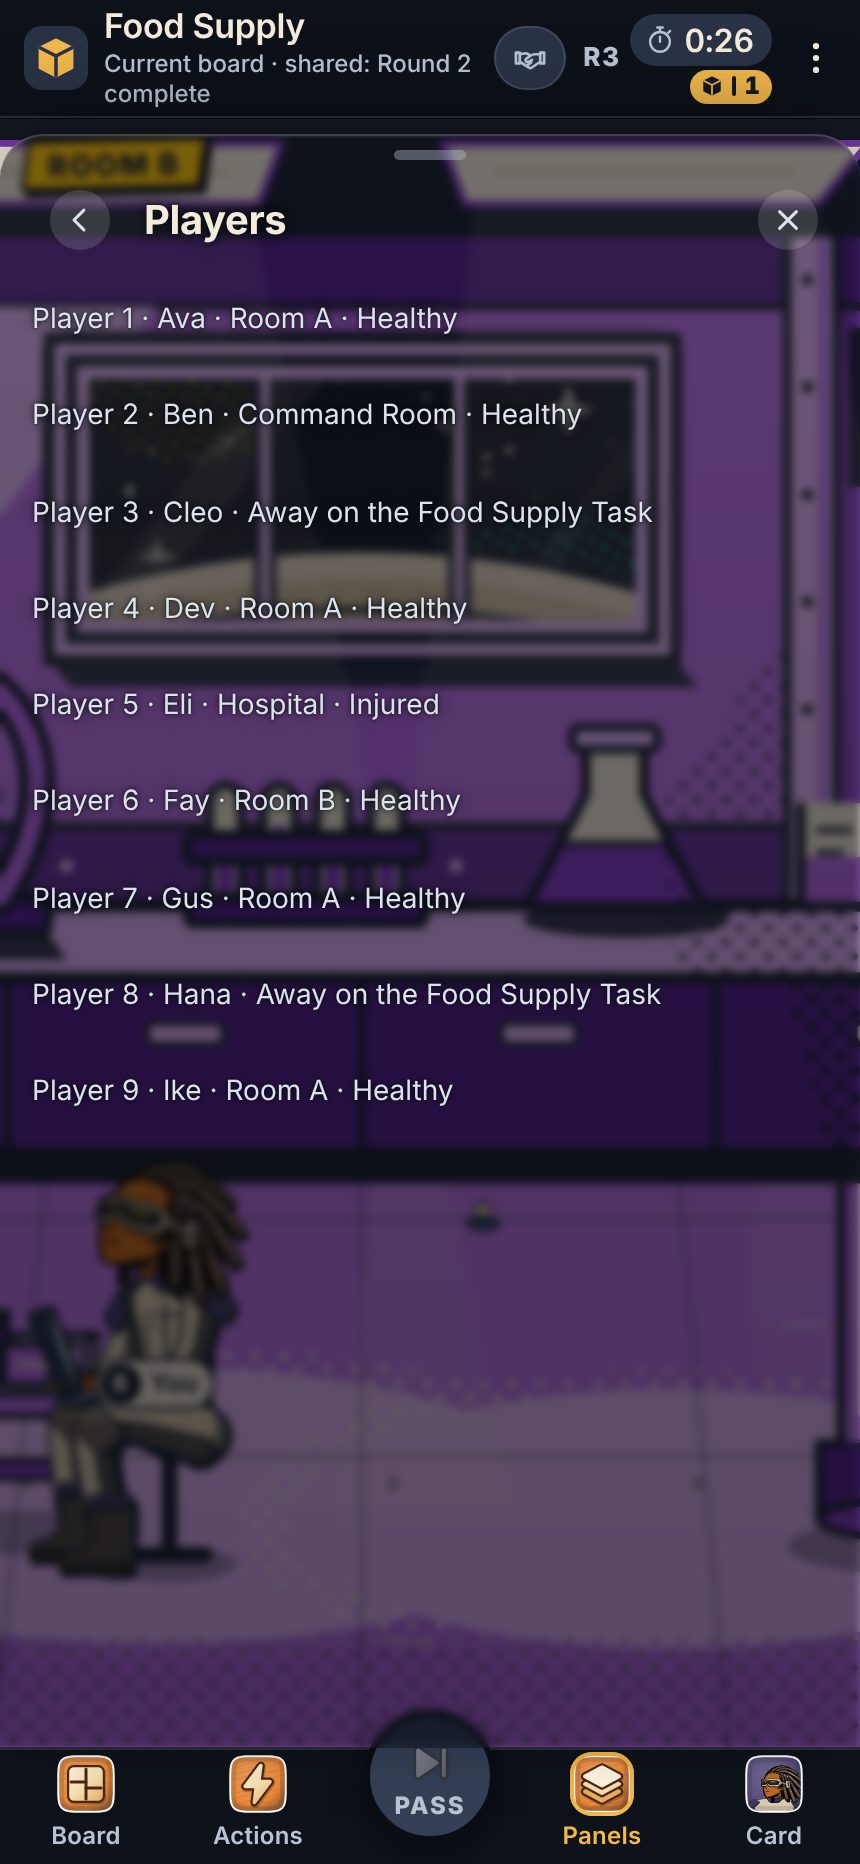 Food Supply
Current board · shared: Round 2
complete
R3
0:26
1
ROOM B
Players
Player 1 · Ava · Room A · Healthy
Player 2 · Ben · Command Room · Healthy
Player 3 · Cleo · Away on the Food Supply Task
Player 4 · Dev · Room A · Healthy
Player 5 · Eli · Hospital · Injured
Player 6 · Fay · Room B · Healthy
Player 7 · Gus · Room A · Healthy
Player 8 · Hana · Away on the Food Supply Task
Player 9 · Ike · Room A · Healthy
You
PASS
Board
Actions
Panels
Card